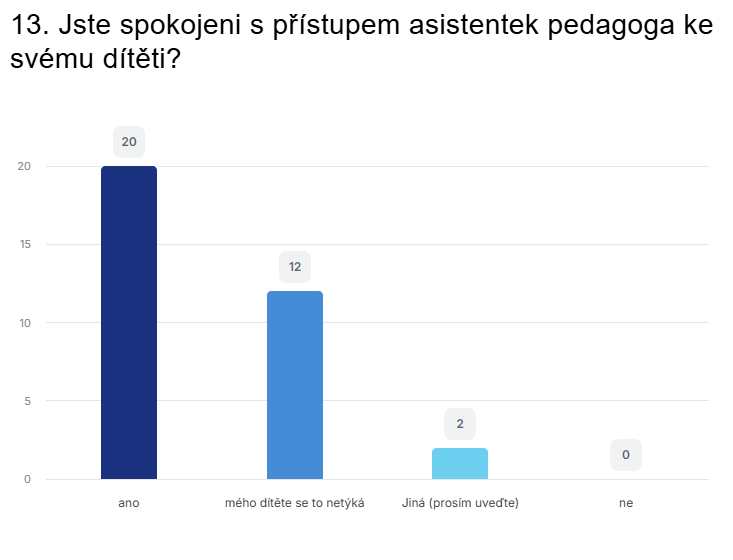 13. Jste spokojeni s přístupem asistentek pedagoga ke
svému dítěti?
20
20
15
12
10
5
2
0
0
ano
mého dítěte se to netýká
Jiná (prosím uveďte)
ne